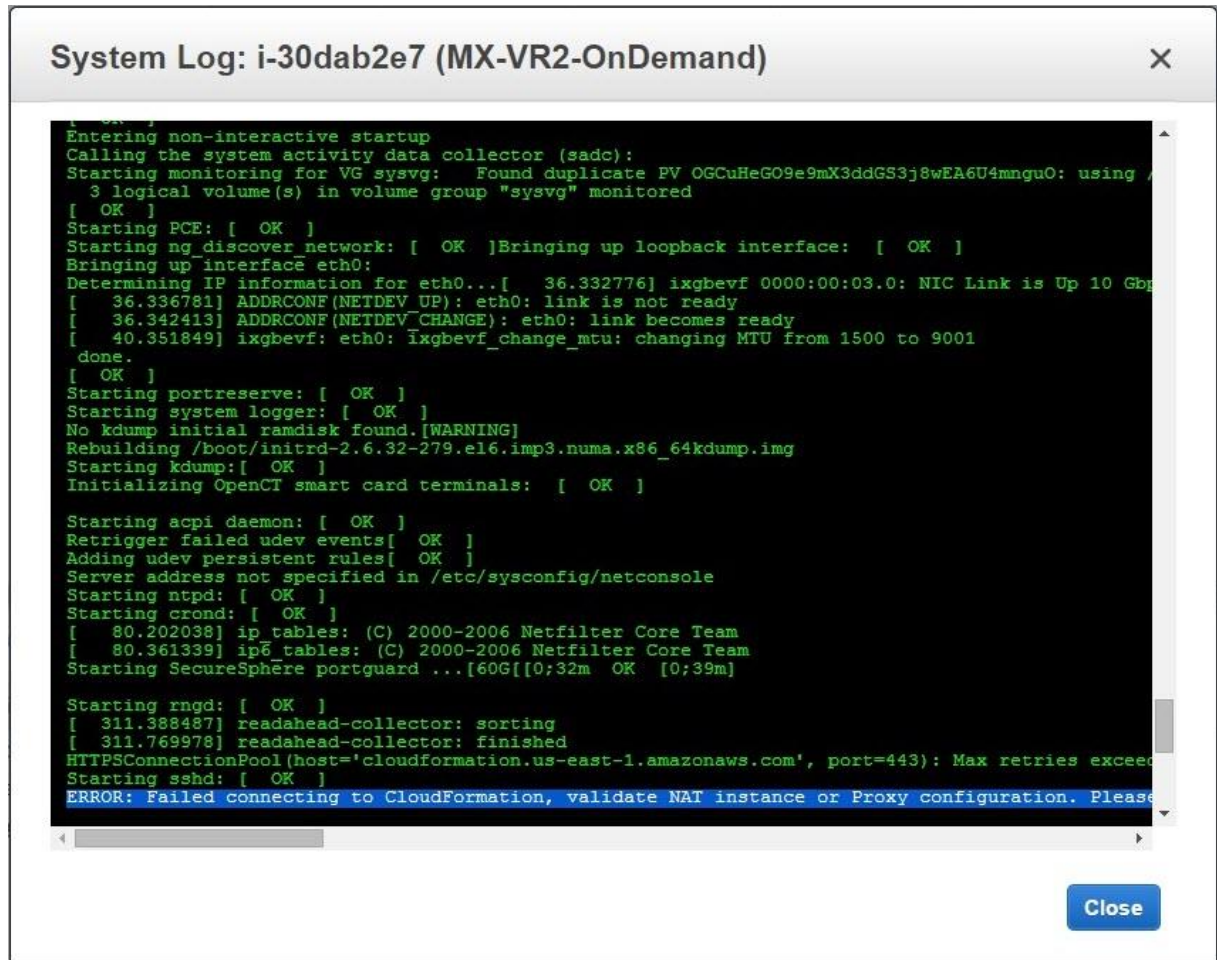 System Log: i-30dab2e7 (MX-VR2-OnDemand)
[ OK ]
Entering non-interactive startup
Calling the system activity data collector (sadc):
Starting monitoring for VG sysvg:   Found duplicate PV OGCuHeGO9e9mX3ddGS3j8wEA6U4mnguO: using /
  3 logical volume(s) in volume group "sysvg" monitored
[  OK  ]
Starting PCE: [  OK  ]
Starting ng_discover_network: [  OK  ]Bringing up loopback interface:  [  OK  ]
Bringing up interface eth0:
Determining IP information for eth0...[   36.332776] ixgbevf 0000:00:03.0: NIC Link is Up 10 Gbp
[   36.336781] ADDRCONF(NETDEV_UP): eth0: link is not ready
[   36.342413] ADDRCONF(NETDEV_CHANGE): eth0: link becomes ready
[   40.351849] ixgbevf: eth0: ixgbevf_change_mtu: changing MTU from 1500 to 9001
 done.
[  OK  ]
Starting portreserve: [  OK  ]
Starting system logger: [  OK  ]
No kdump initial ramdisk found.[WARNING]
Rebuilding /boot/initrd-2.6.32-279.el6.imp3.numa.x86_64kdump.img
Starting kdump:[  OK  ]
Initializing OpenCT smart card terminals:  [  OK  ]
Starting acpi daemon: [  OK  ]
Retrigger failed udev events[  OK  ]
Adding udev persistent rules[  OK  ]
Server address not specified in /etc/sysconfig/netconsole
Starting ntpd: [  OK  ]
Starting crond: [  OK  ]
[   80.202038] ip_tables: (C) 2000-2006 Netfilter Core Team
[   80.361339] ip6_tables: (C) 2000-2006 Netfilter Core Team
Starting SecureSphere portguard ...[60G[[0;32m  OK  [0;39m]
Starting rngd: [  OK  ]
[  311.388487] readahead-collector: sorting
[  311.769978] readahead-collector: finished
HTTPSConnectionPool(host='cloudformation.us-east-1.amazonaws.com', port=443): Max retries exceed
Starting sshd: [  OK  ]
ERROR: Failed connecting to CloudFormation, validate NAT instance or Proxy configuration. Please
Close